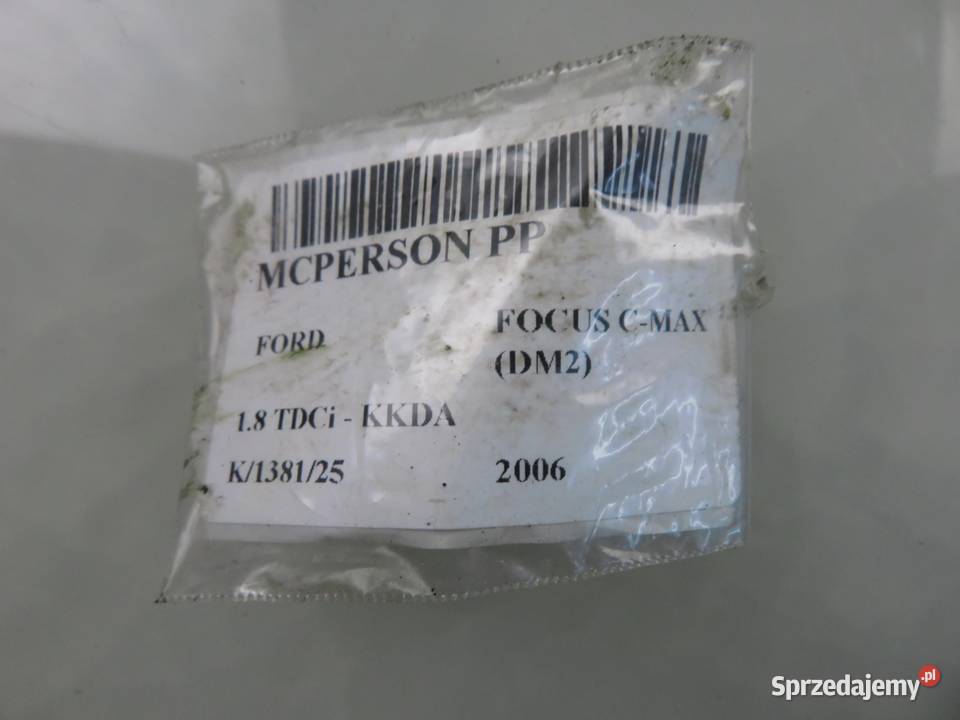 MCPERSON PP
FORD
FOCUS C-MAX
(DM2)
1.8 TDCi - KKDA
K/1381/25
2006
Sprzedajemy.pl